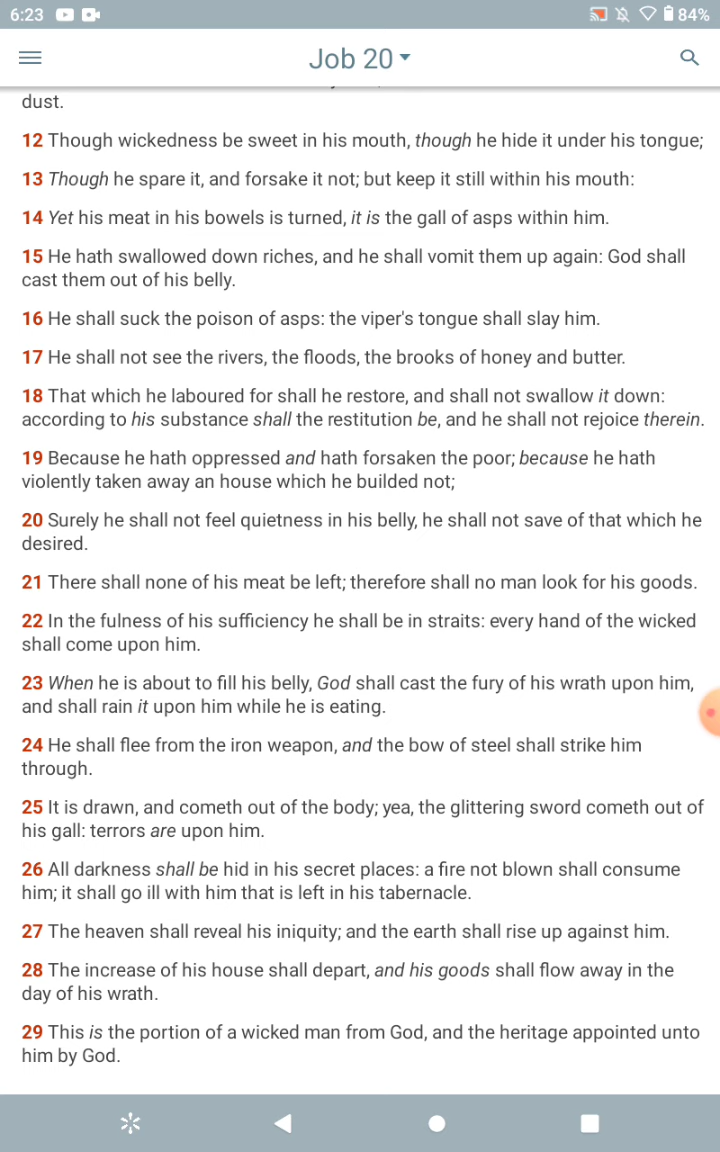 6:23
84%
Job 20
dust.
12 Though wickedness be sweet in his mouth, though he hide it under his tongue;
13 Though he spare it, and forsake it not; but keep it still within his mouth:
14 Yet his meat in his bowels is turned, it is the gall of asps within him.
15 He hath swallowed down riches, and he shall vomit them up again: God shall
cast them out of his belly.
16 He shall suck the poison of asps: the viper's tongue shall slay him.
17 He shall not see the rivers, the floods, the brooks of honey and butter.
18 That which he laboured for shall he restore, and shall not swallow it down:
according to his substance shall the restitution be, and he shall not rejoice therein.
19 Because he hath oppressed and hath forsaken the poor; because he hath
violently taken away an house which he builded not;
20 Surely he shall not feel quietness in his belly, he shall not save of that which he
desired.
21 There shall none of his meat be left; therefore shall no man look for his goods.
22 In the fulness of his sufficiency he shall be in straits: every hand of the wicked
shall come upon him.
23 When he is about to fill his belly, God shall cast the fury of his wrath upon him,
and shall rain it upon him while he is eating.
24 He shall flee from the iron weapon, and the bow of steel shall strike him
through.
25 It is drawn, and cometh out of the body; yea, the glittering sword cometh out of
his gall: terrors are upon him.
26 All darkness shall be hid in his secret places: a fire not blown shall consume
him; it shall go ill with him that is left in his tabernacle.
27 The heaven shall reveal his iniquity; and the earth shall rise up against him.
28 The increase of his house shall depart, and his goods shall flow away in the
day of his wrath.
29 This is the portion of a wicked man from God, and the heritage appointed unto
him by God.